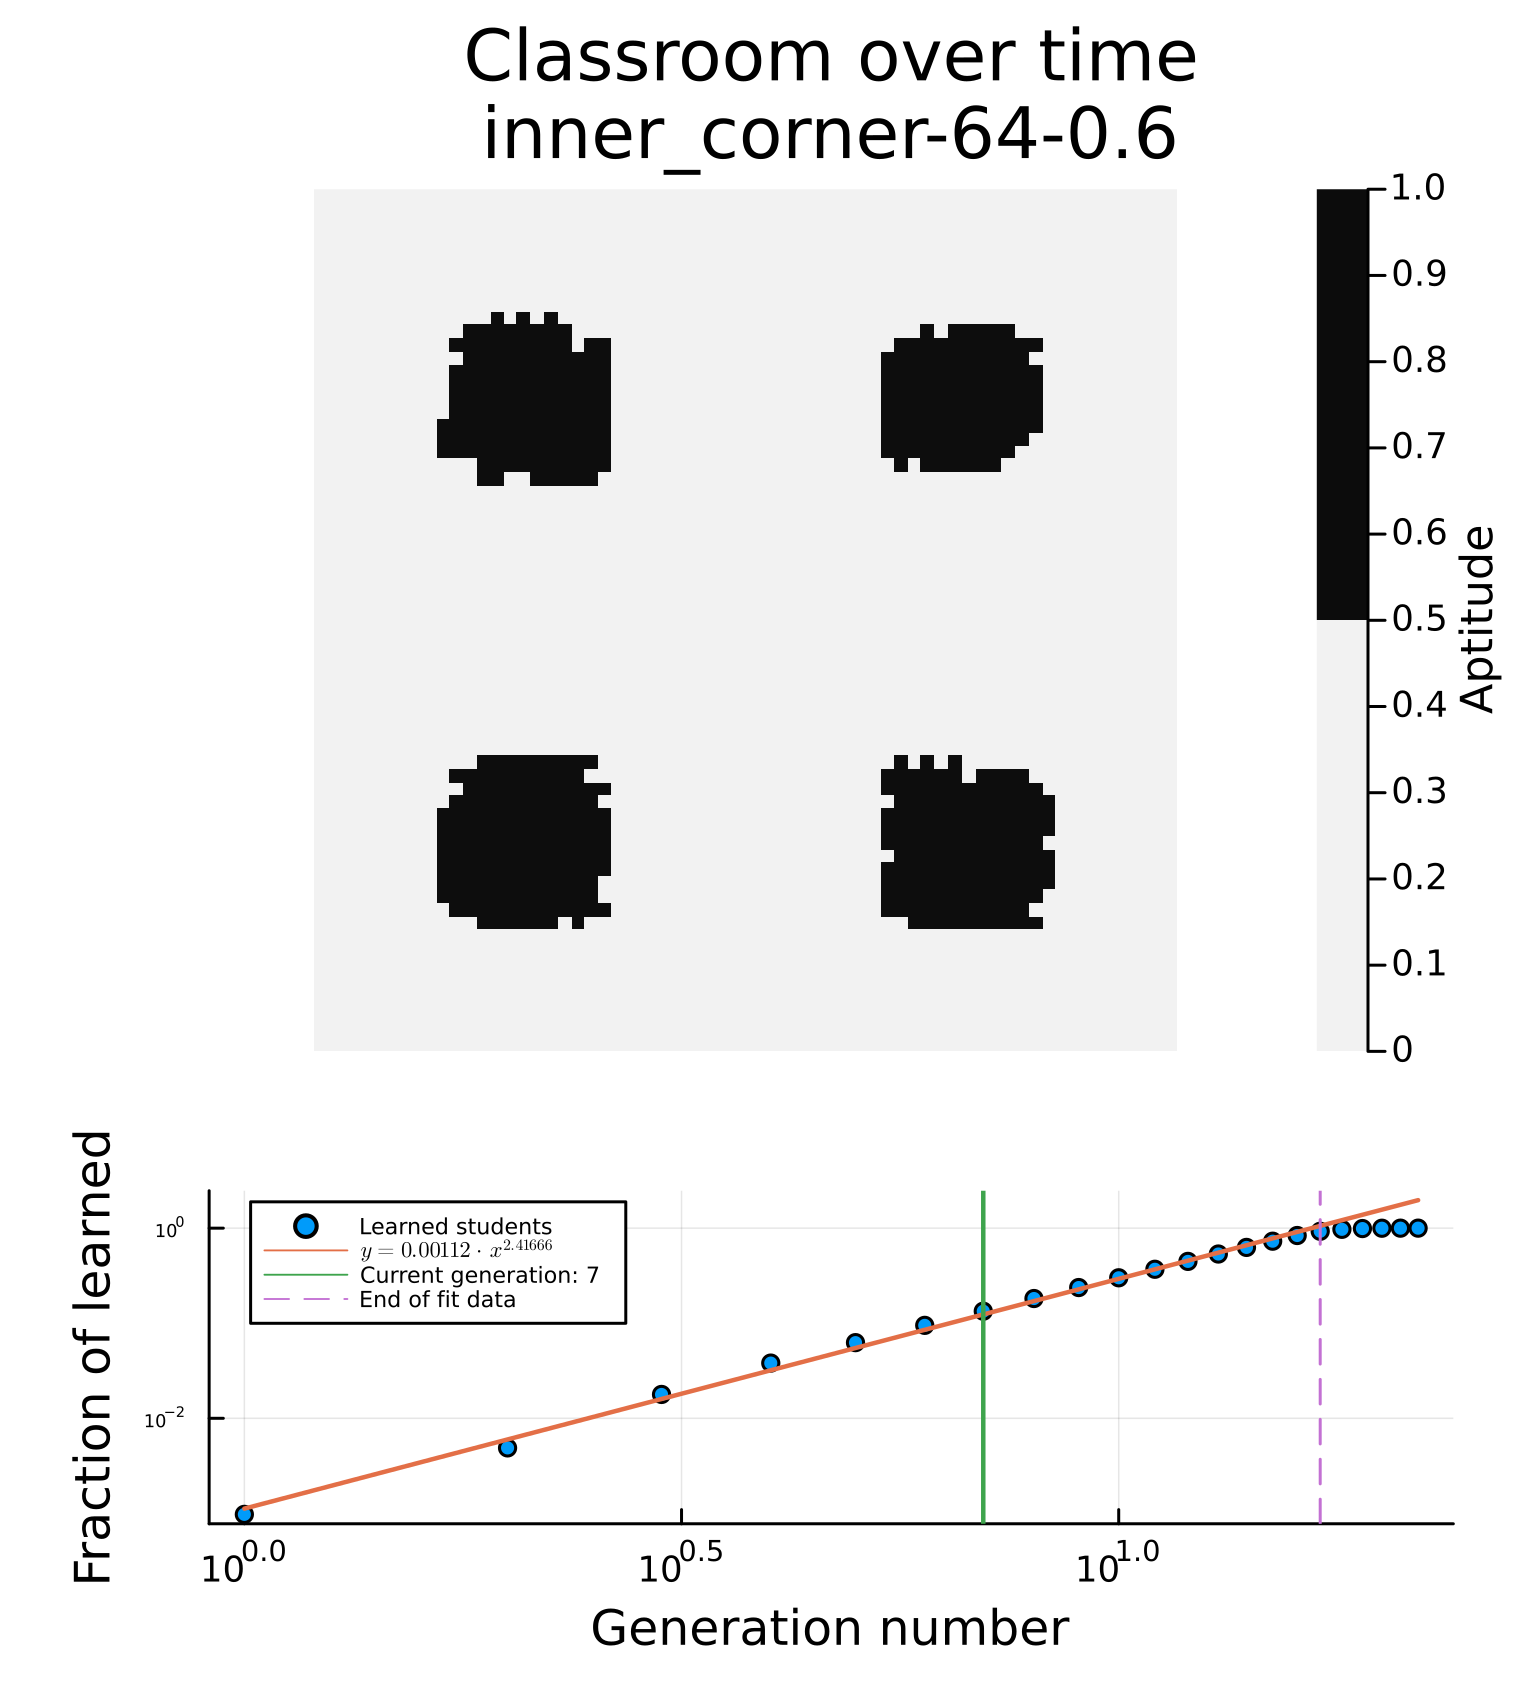 Classroom over time
inner_corner-64-0.6
1.0
0.9
0.8
0.7
0.6
0.5
0.4
0.3
0.2
0.1
0
Aptitude
Fraction of learned
10^0
10^−2
Learned students
y = 0.00112 · x^2.41666
Current generation: 7
End of fit data
10^0.0
10^0.5
10^1.0
Generation number